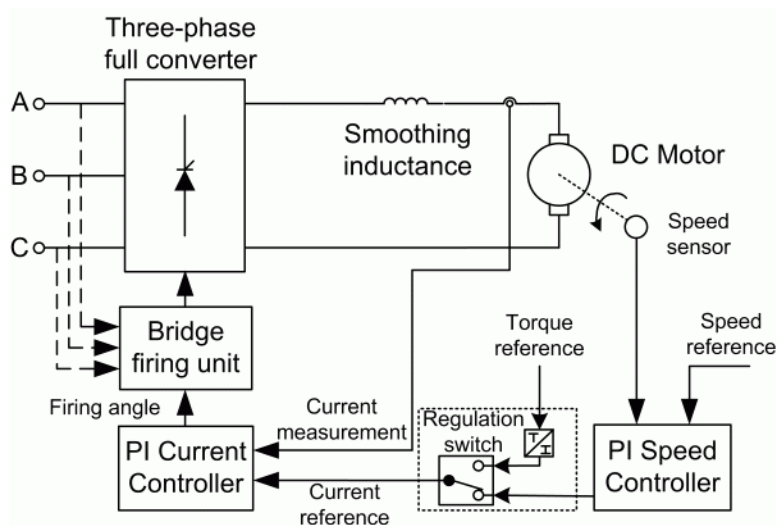 Three-phase
full converter
A
B
C
Smoothing
inductance
DC Motor
Speed
sensor
Bridge
firing unit
Torque
reference
Speed
reference
Firing angle
Current
measurement
Regulation
switch
T
I
PI Current
Controller
Current
reference
PI Speed
Controller